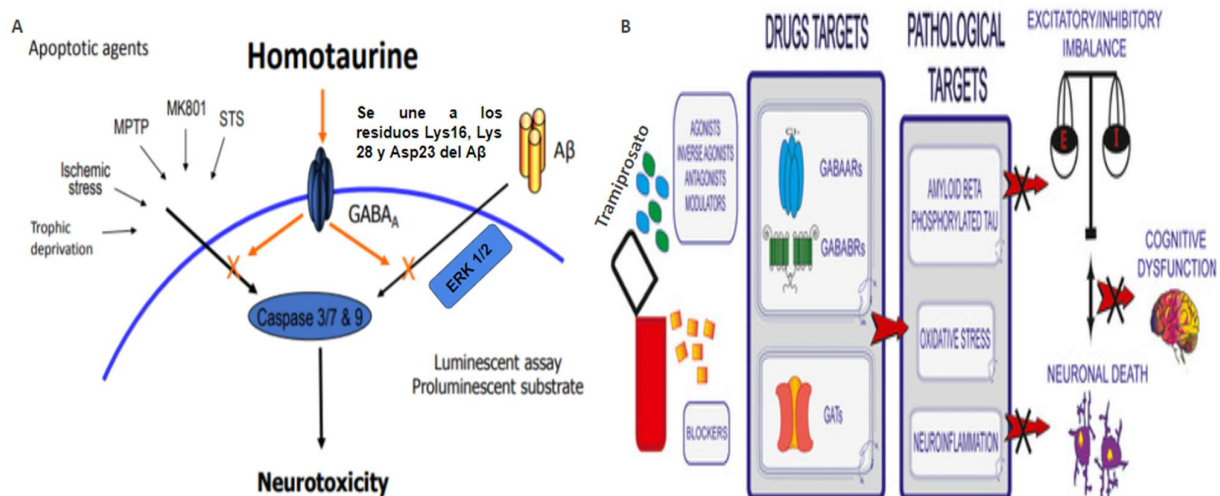 A
Apoptotic agents
Homotaurine
MPTP
MK801
STS
Ischemic
stress
Trophic
deprivation
Se une a los
residuos Lys16, Lys
28 y Asp23 del Aβ
Aβ
GABAA
ERK 1/2
Caspase 3/7 & 9
Luminescent assay
Proluminescent substrate
Neurotoxicity
B
Tramiprosato
AGONISTS
INVERSE AGONISTS
ANTAGONISTS
MODULATORS
BLOCKERS
DRUGS TARGETS
GABAARs
GABABRs
GATs
PATHOLOGICAL
TARGETS
AMYLOID BETA
PHOSPHORYLATED TAU
OXIDATIVE STRESS
NEUROINFLAMMATION
EXCITATORY/INHIBITORY
IMBALANCE
E
I
COGNITIVE
DYSFUNCTION
NEURONAL DEATH